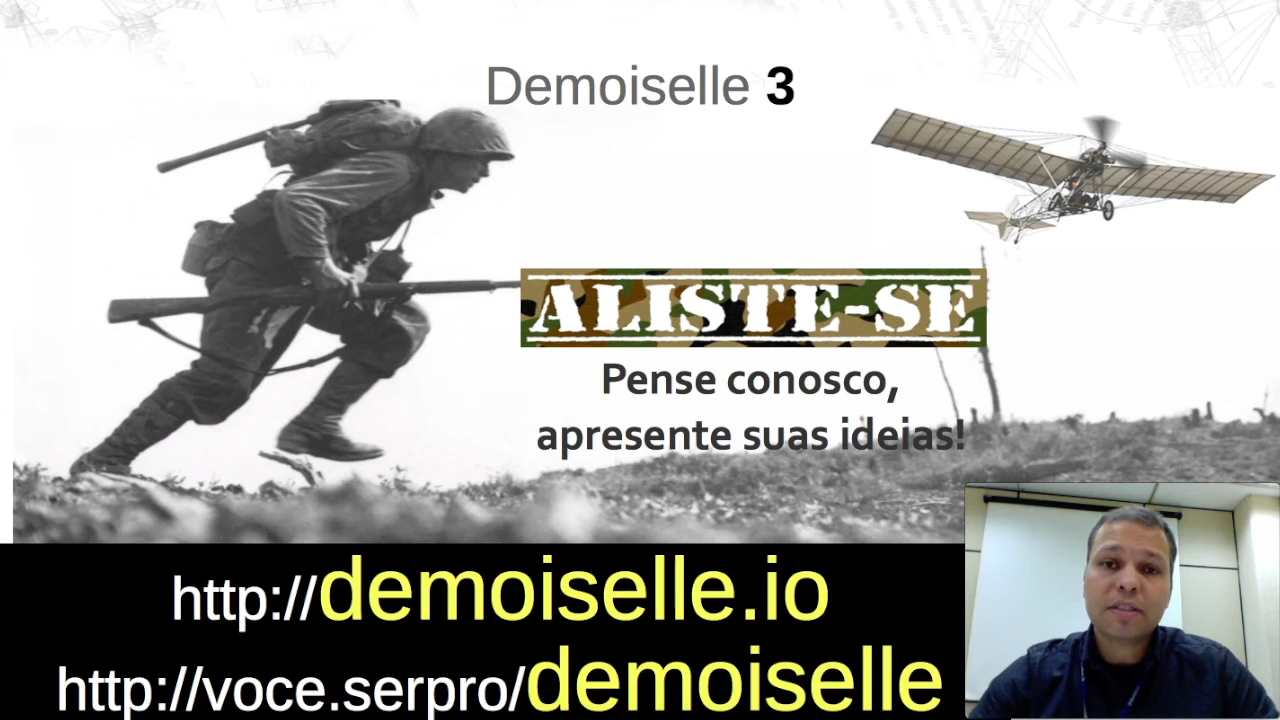 Demoiselle 3
ALISTE-SE
Pense conosco,
apresente suas ideias!
http://demoiselle.io
http://voce.serpro/demoiselle